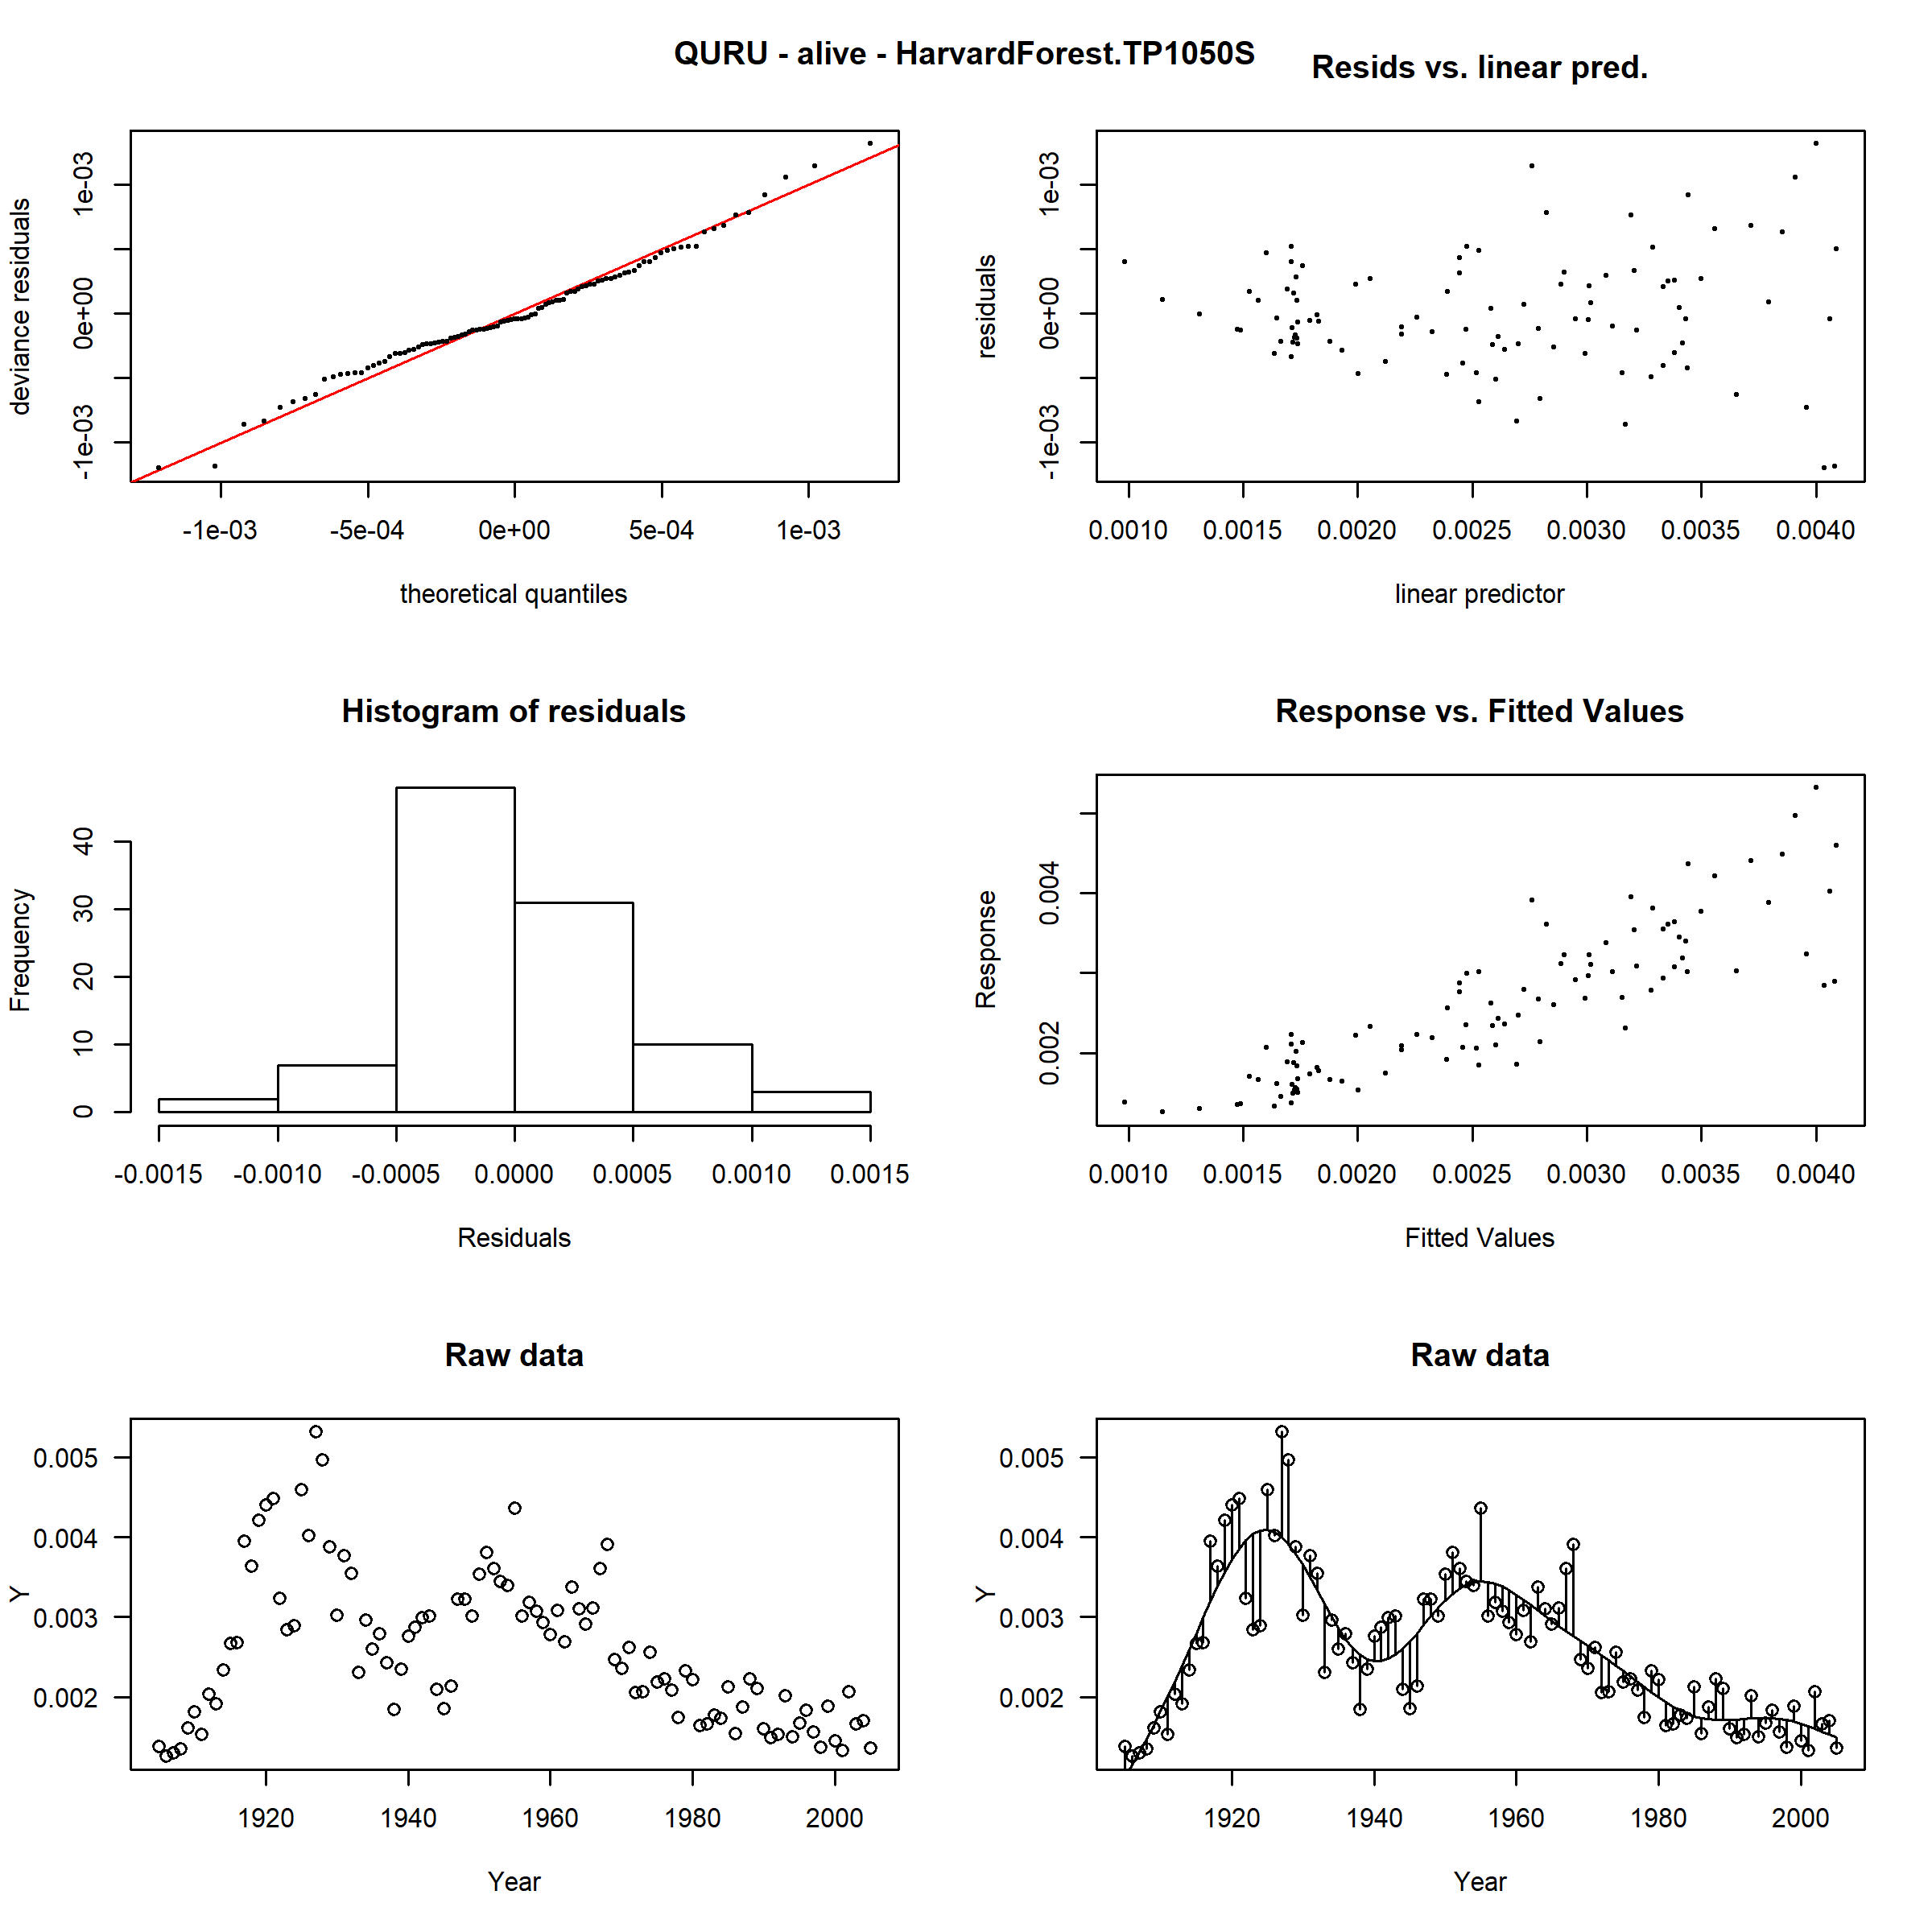 QURU - alive - HarvardForest.TP1050S
Resids vs. linear pred.
deviance residuals
-1e-03 0e+00 1e-03
-1e-03 -5e-04 0e+00 5e-04 1e-03
theoretical quantiles
residuals
-1e-03 0e+00 1e-03
0.0010 0.0015 0.0020 0.0025 0.0030 0.0035 0.0040
linear predictor
Histogram of residuals
Frequency
0 10 20 30 40
-0.0015 -0.0010 -0.0005 0.0000 0.0005 0.0010 0.0015
Residuals
Response vs. Fitted Values
Response
0.002 0.004
0.0010 0.0015 0.0020 0.0025 0.0030 0.0035 0.0040
Fitted Values
Raw data
Y
0.005
0.004
0.003
0.002
1920 1940 1960 1980 2000
Year
Raw data
Y
0.005
0.004
0.003
0.002
1920 1940 1960 1980 2000
Year